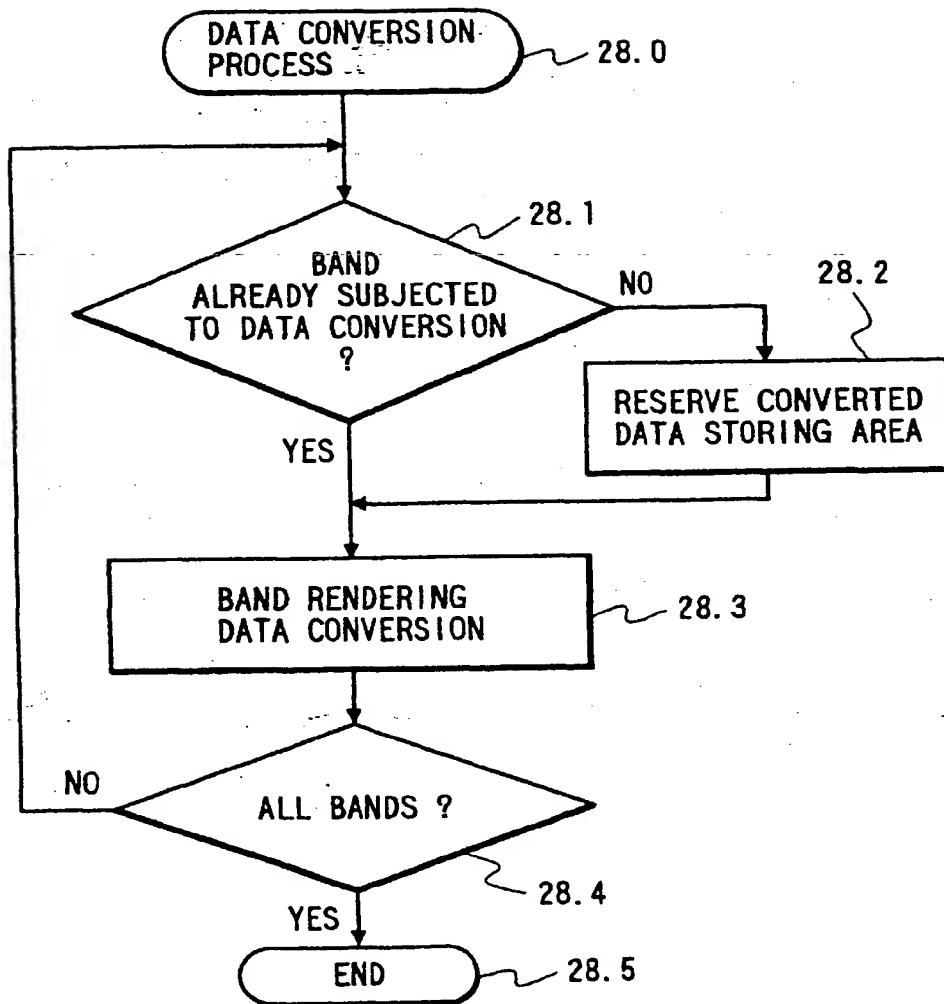 DATA CONVERSION
PROCESS
28.0
28.1
BAND
ALREADY SUBJECTED
TO DATA CONVERSION
?
NO
28.2
RESERVE CONVERTED
DATA STORING AREA
YES
BAND RENDERING
DATA CONVERSION
28.3
NO
ALL BANDS ?
28.4
YES
END
28.5